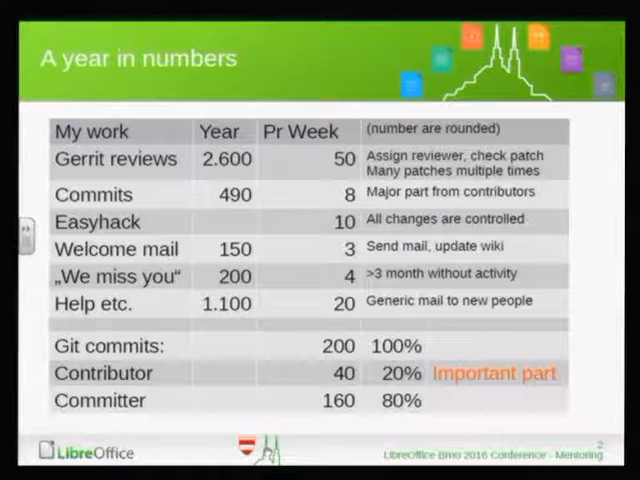 A year in numbers
My work Year Pr Week (number are rounded)
Gerrit reviews 2.600 50 Assign reviewer, check patch
Many patches multiple times
Commits 490 8 Major part from contributors
Easyhack 10 All changes are controlled
Welcome mail 150 3 Send mail, update wiki
„We miss you“ 200 4 >3 month without activity
Help etc. 1.100 20 Generic mail to new people
Git commits: 200 100%
Contributor 40 20% Important part
Committer 160 80%
LibreOffice
2
LibreOffice Brno 2016 Conference - Mentoring